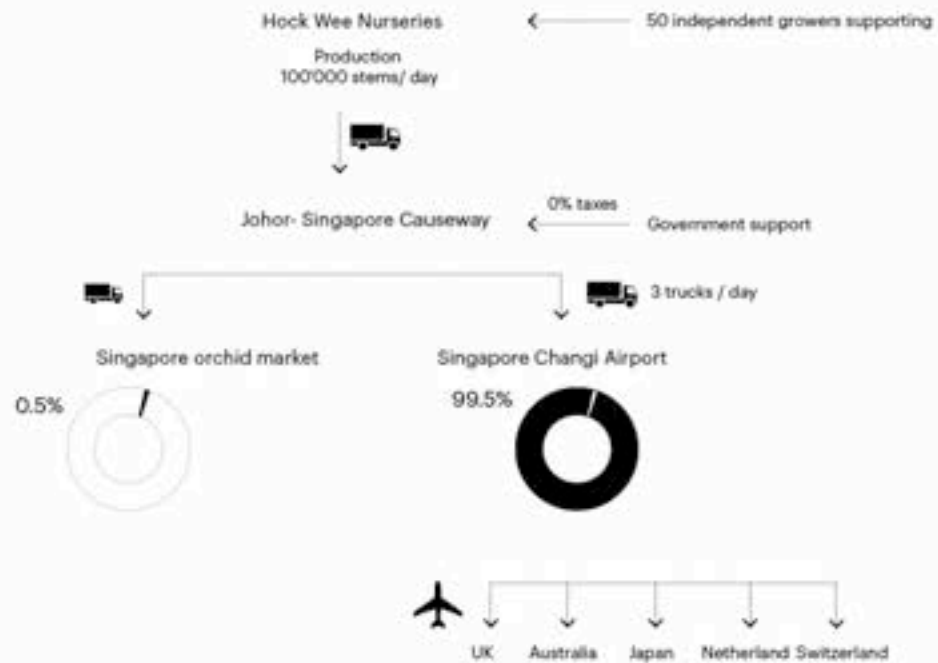 Hock Wee Nurseries
50 independent growers supporting
Production
100'000 stems/ day
0% taxes
Johor- Singapore Causeway
Government support
3 trucks / day
Singapore orchid market
Singapore Changi Airport
0.5%
99.5%
UK
Australia
Japan
Netherland
Switzerland